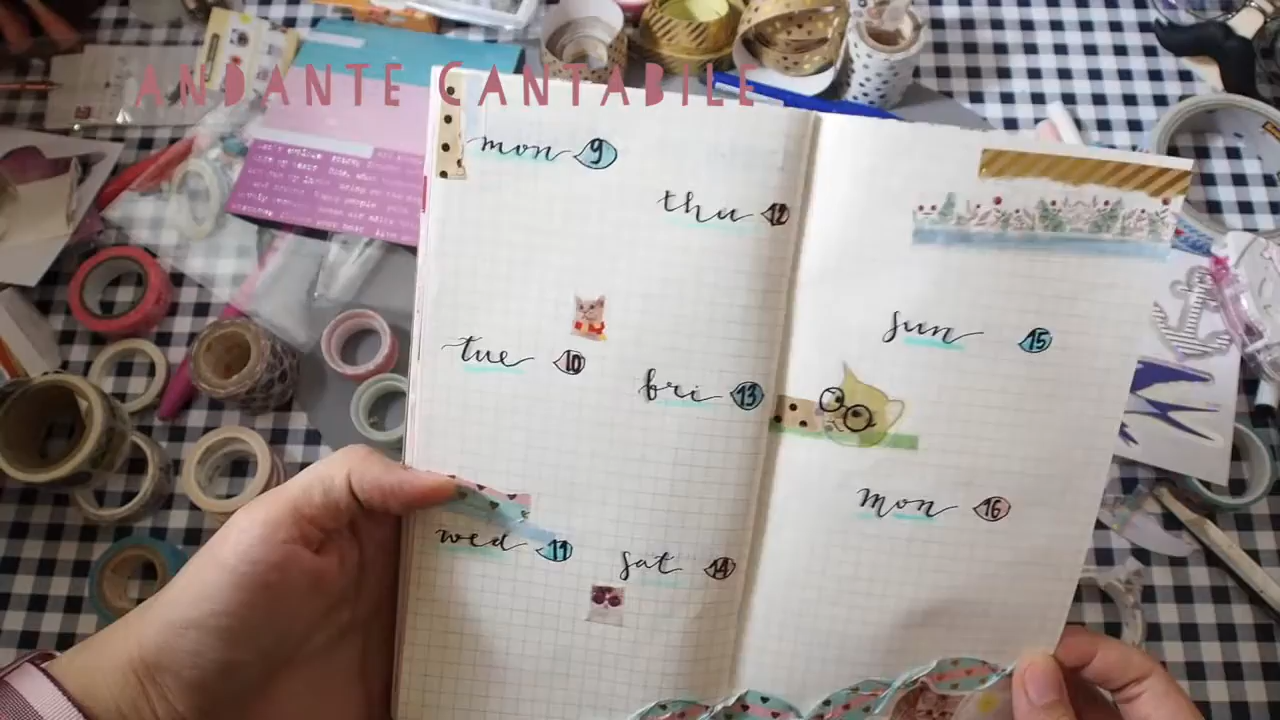 ANDANTE CANTABILE
mon 9
thu 12
tue 10
fri 13
wed 11
sat 14
sun 15
mon 16